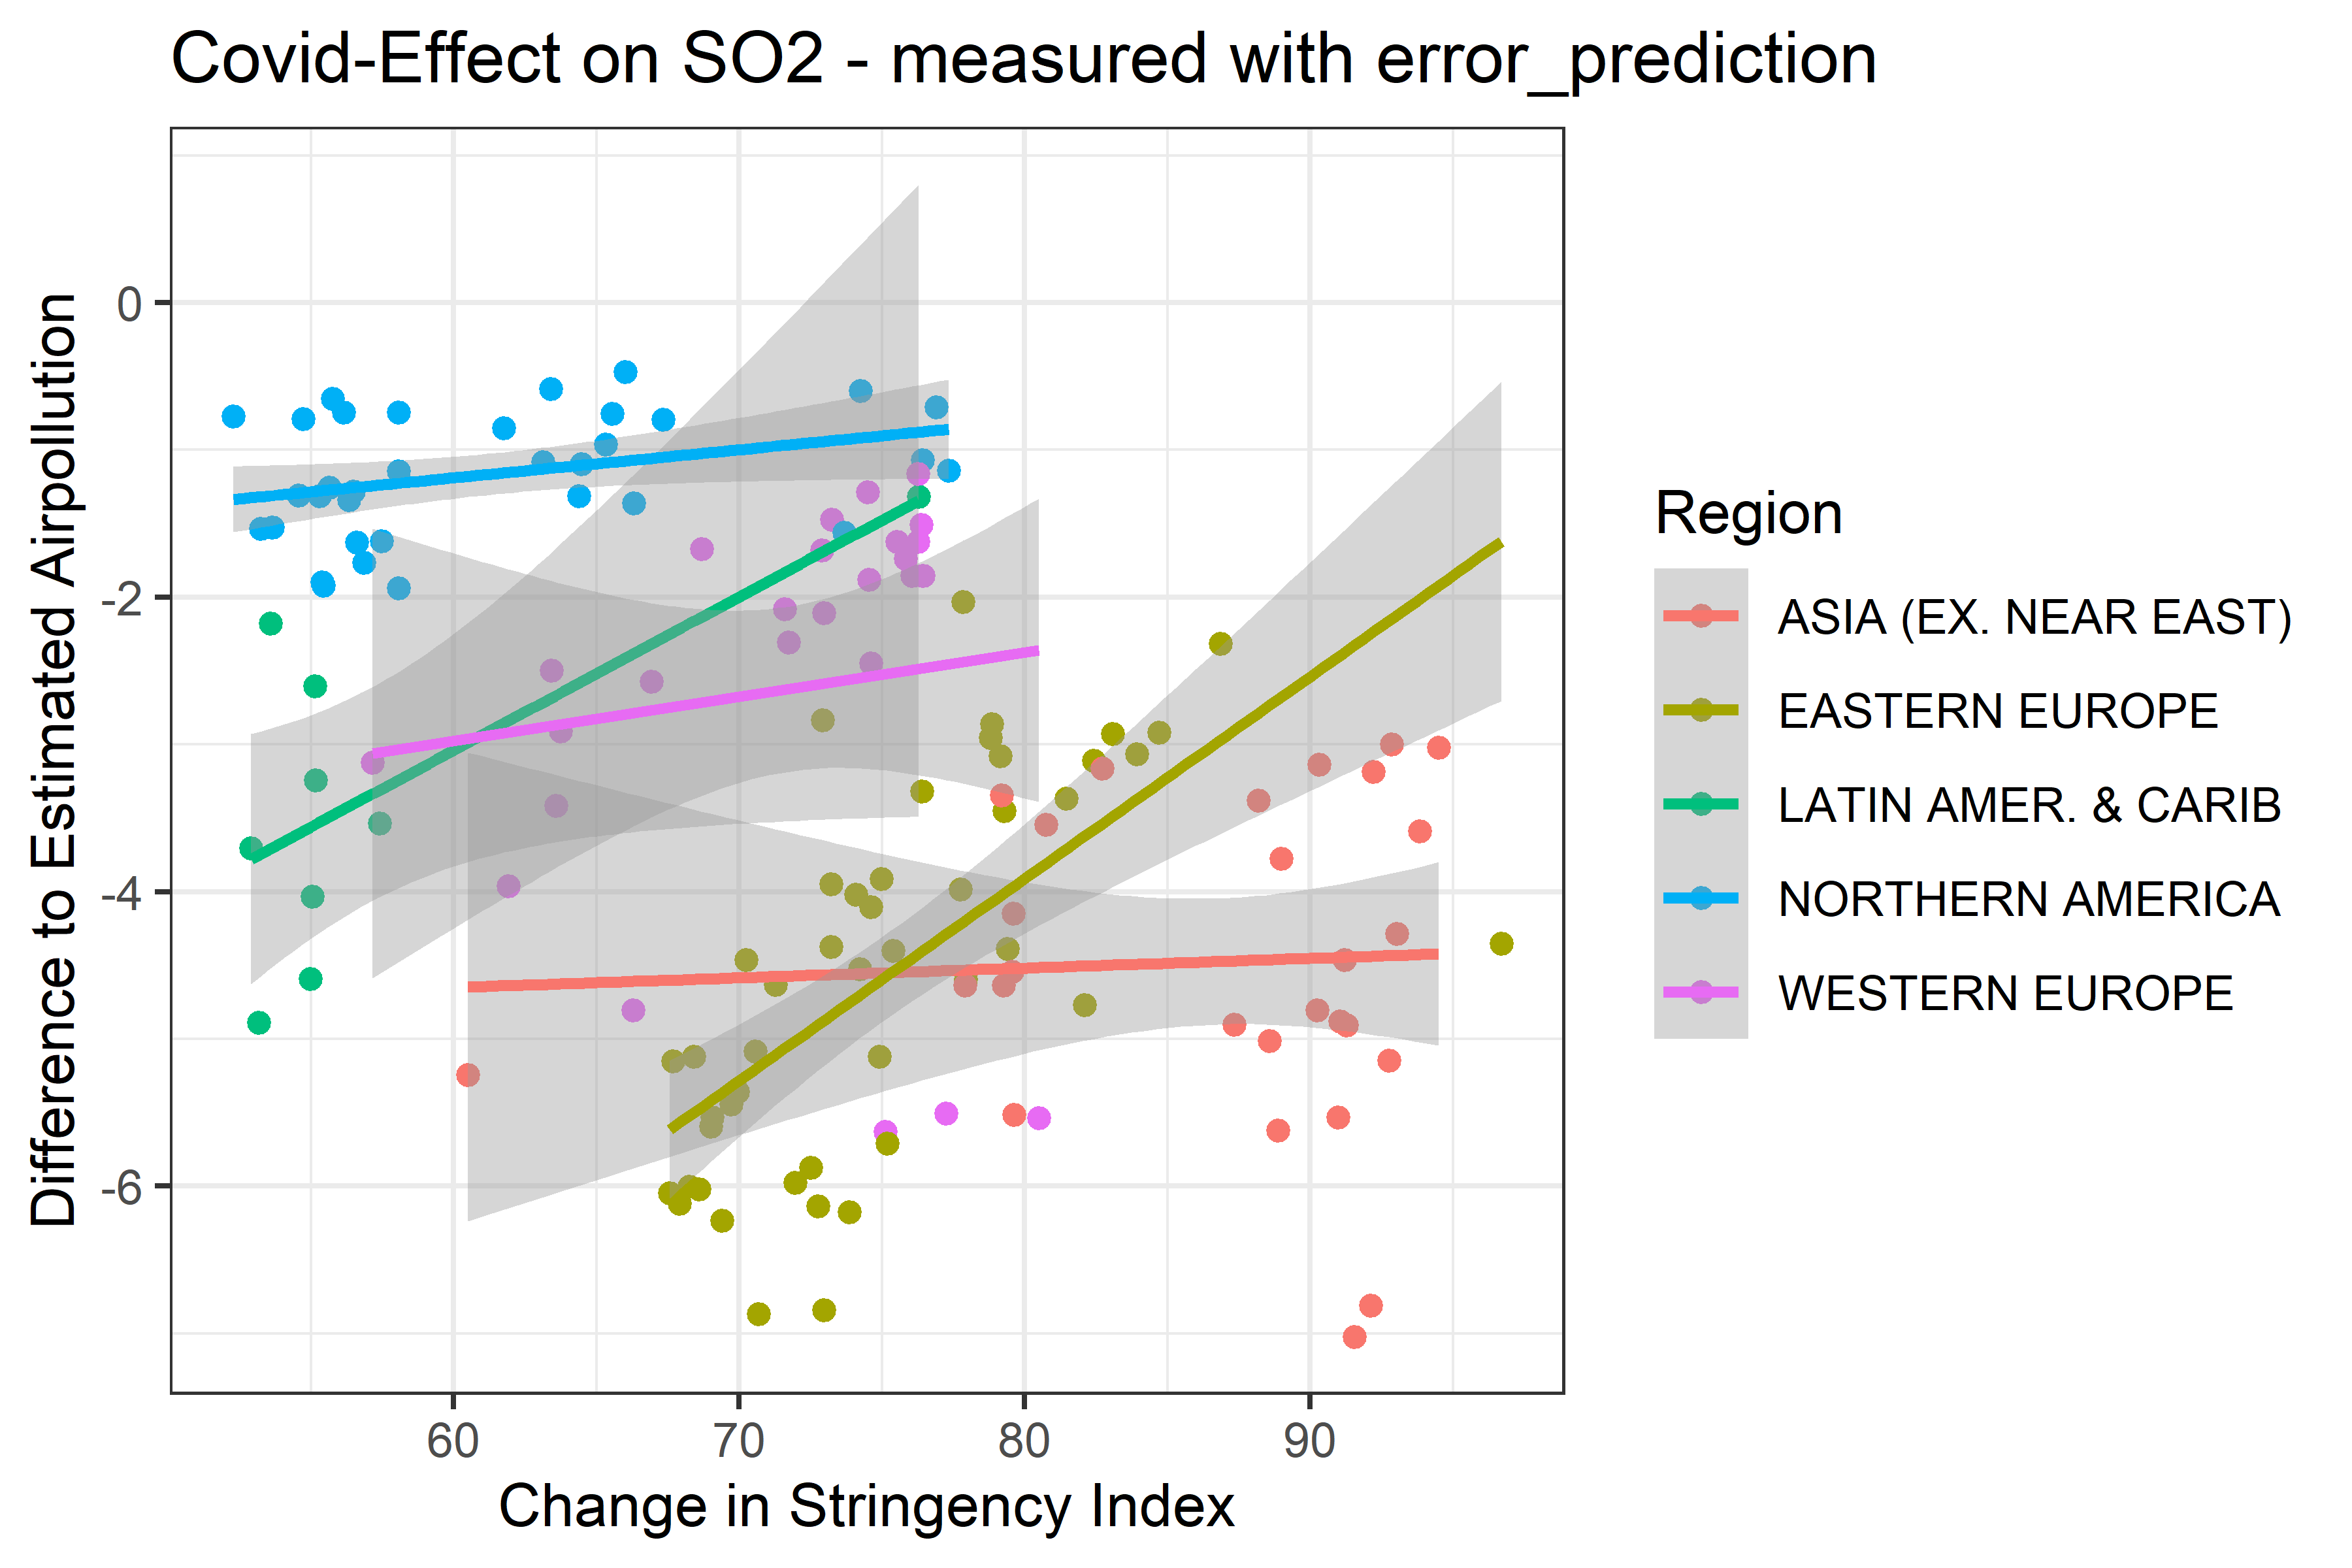 Covid-Effect on SO2 - measured with error_prediction
Difference to Estimated Airpollution
0
-2
-4
-6
60
70
80
90
Change in Stringency Index
Region
ASIA (EX. NEAR EAST)
EASTERN EUROPE
LATIN AMER. & CARIB
NORTHERN AMERICA
WESTERN EUROPE